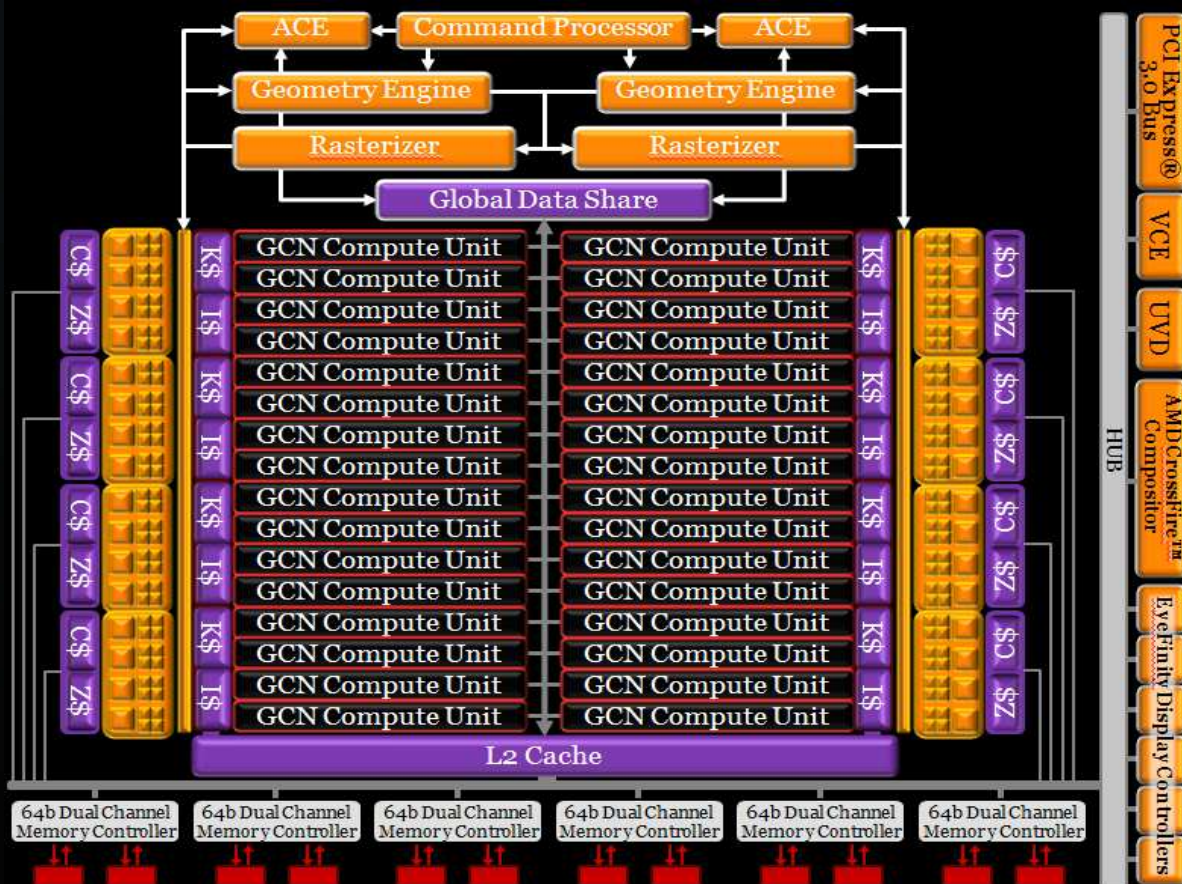 ACE Command Processor ACE
Geometry Engine Geometry Engine
Rasterizer Rasterizer
Global Data Share
C$ K$ GCN Compute Unit GCN Compute Unit K$ C$
GCN Compute Unit GCN Compute Unit
Z$ I$ GCN Compute Unit GCN Compute Unit I$ Z$
GCN Compute Unit GCN Compute Unit
C$ K$ GCN Compute Unit GCN Compute Unit K$ C$
GCN Compute Unit GCN Compute Unit
Z$ I$ GCN Compute Unit GCN Compute Unit I$ Z$
GCN Compute Unit GCN Compute Unit
C$ K$ GCN Compute Unit GCN Compute Unit K$ C$
GCN Compute Unit GCN Compute Unit
Z$ I$ GCN Compute Unit GCN Compute Unit I$ Z$
GCN Compute Unit GCN Compute Unit
C$ K$ GCN Compute Unit GCN Compute Unit K$ C$
GCN Compute Unit GCN Compute Unit
Z$ I$ GCN Compute Unit GCN Compute Unit I$ Z$
GCN Compute Unit GCN Compute Unit
L2 Cache
64b Dual Channel
Memory Controller
64b Dual Channel
Memory Controller
64b Dual Channel
Memory Controller
64b Dual Channel
Memory Controller
64b Dual Channel
Memory Controller
64b Dual Channel
Memory Controller
HUB
PCI Express®
3.0 Bus
VCE
UVD
AMDCrossFire™
Compositor
EyeFinity Display Controllers